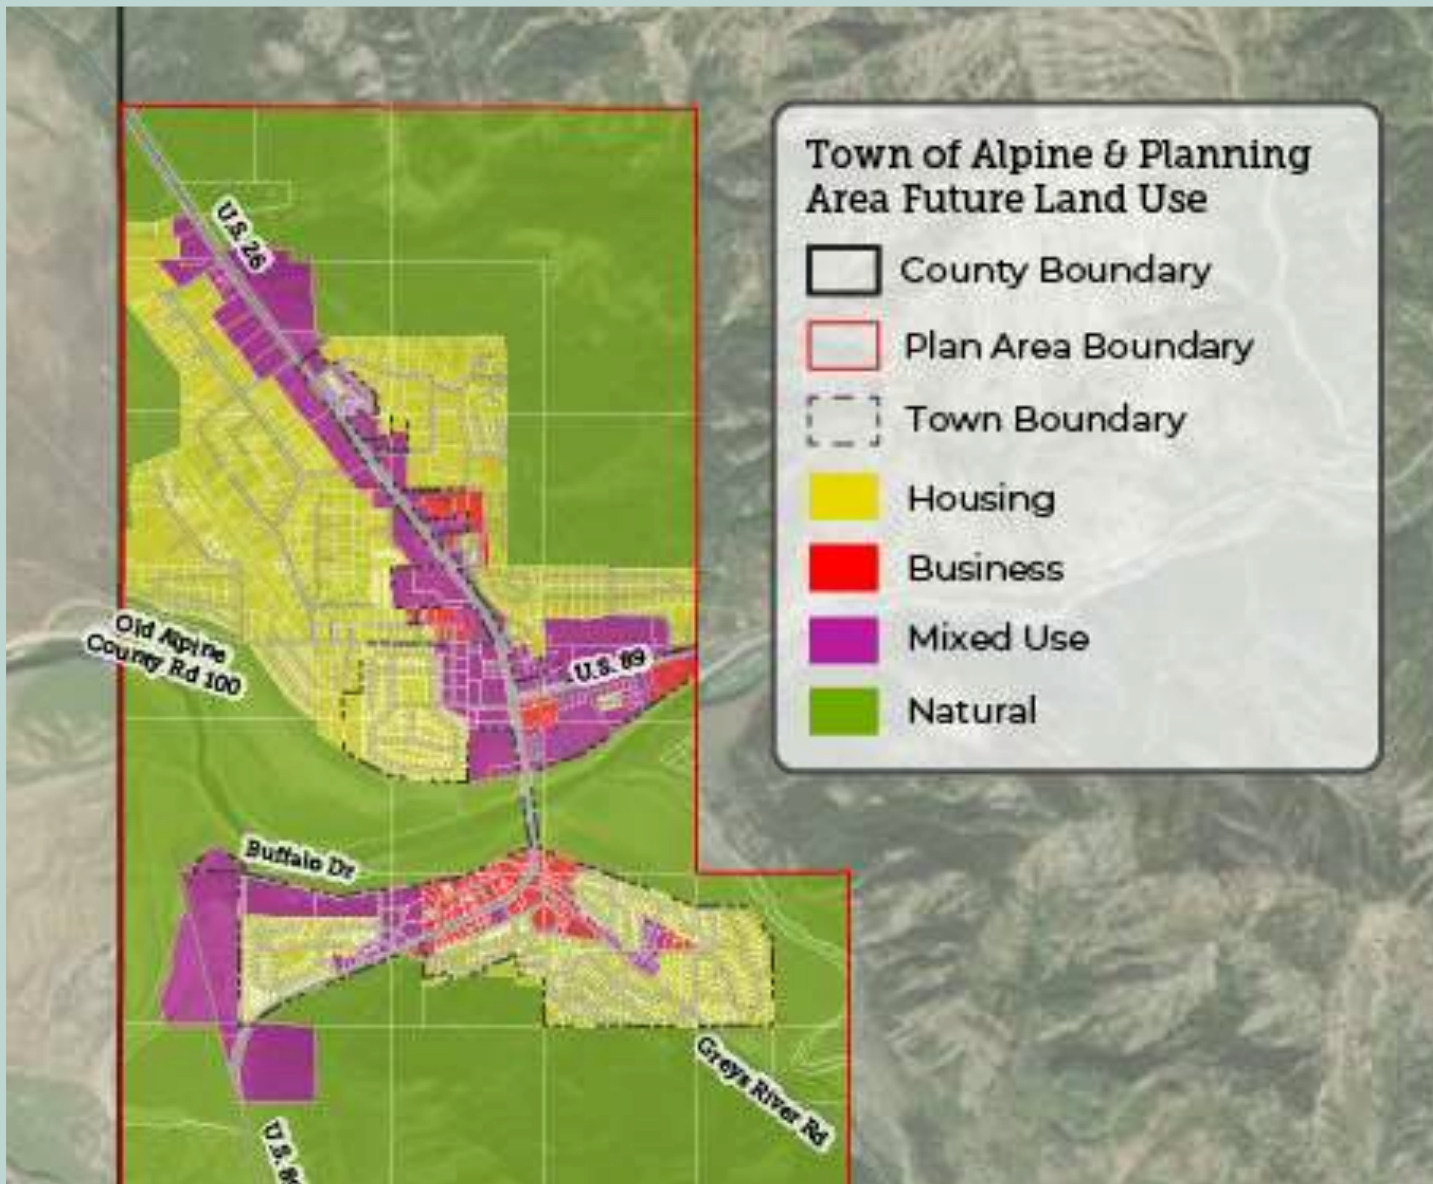 Town of Alpine & Planning
Area Future Land Use
County Boundary
Plan Area Boundary
Town Boundary
Housing
Business
Mixed Use
Natural
U.S. 26
Old Alpine
County Rd 100
U.S. 89
Buffalo Dr
Greys River Rd
U.S. 8